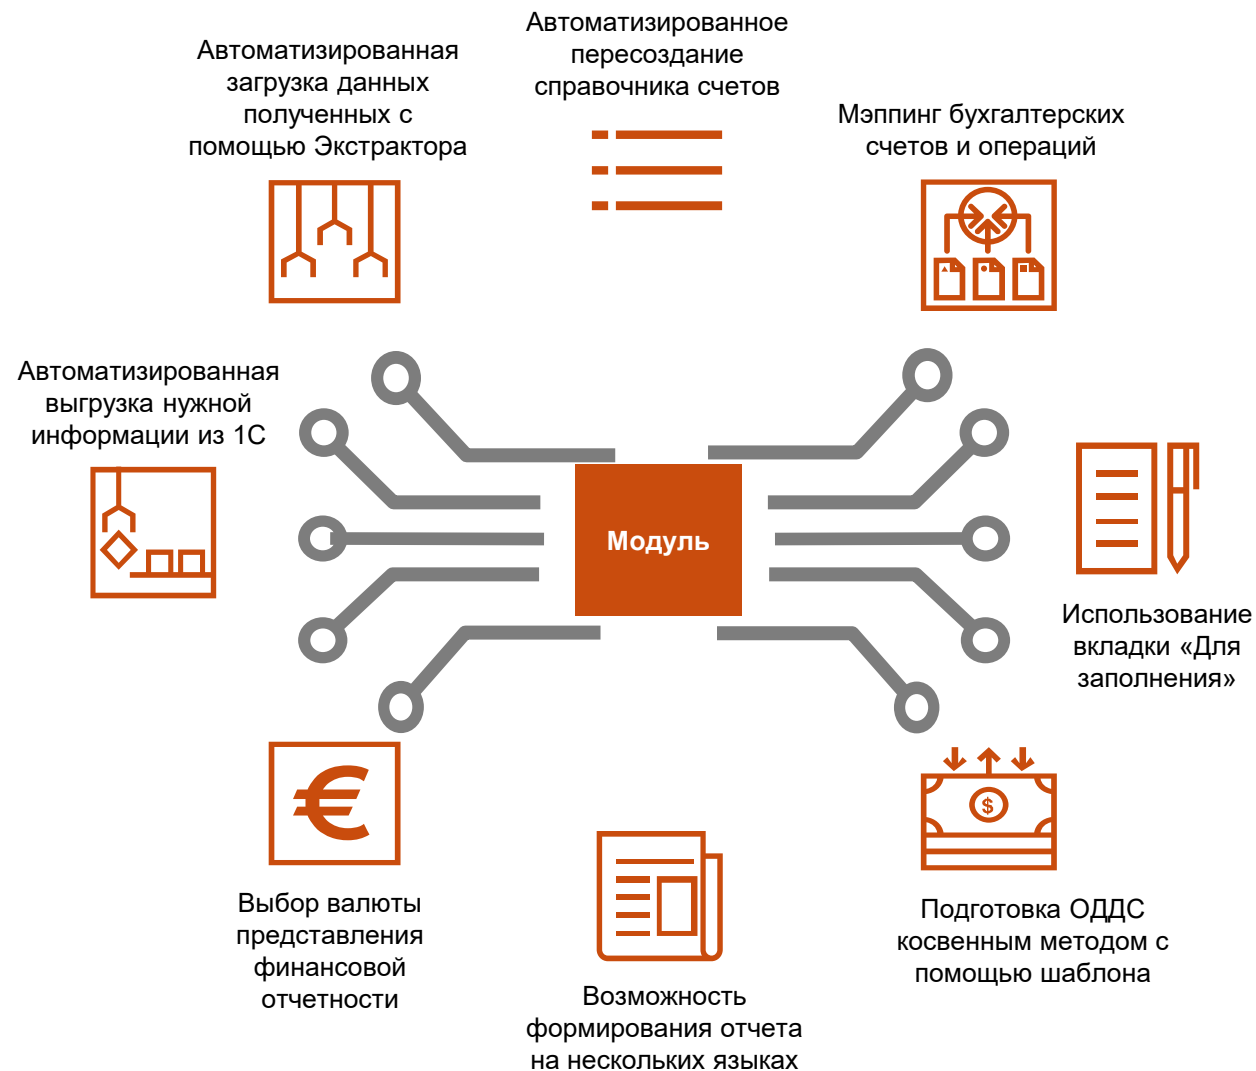 Автоматизированное
пересоздание
справочника счетов
Автоматизированная
загрузка данных
полученных с
помощью Экстрактора
Мэппинг бухгалтерских
счетов и операций
Автоматизированная
выгрузка нужной
информации из 1С
Модуль
Использование
вкладки «Для
заполнения»
$
€
Выбор валюты
представления
финансовой
отчетности
Подготовка ОДДС
косвенным методом с
помощью шаблона
Возможность
формирования отчета
на нескольких языках